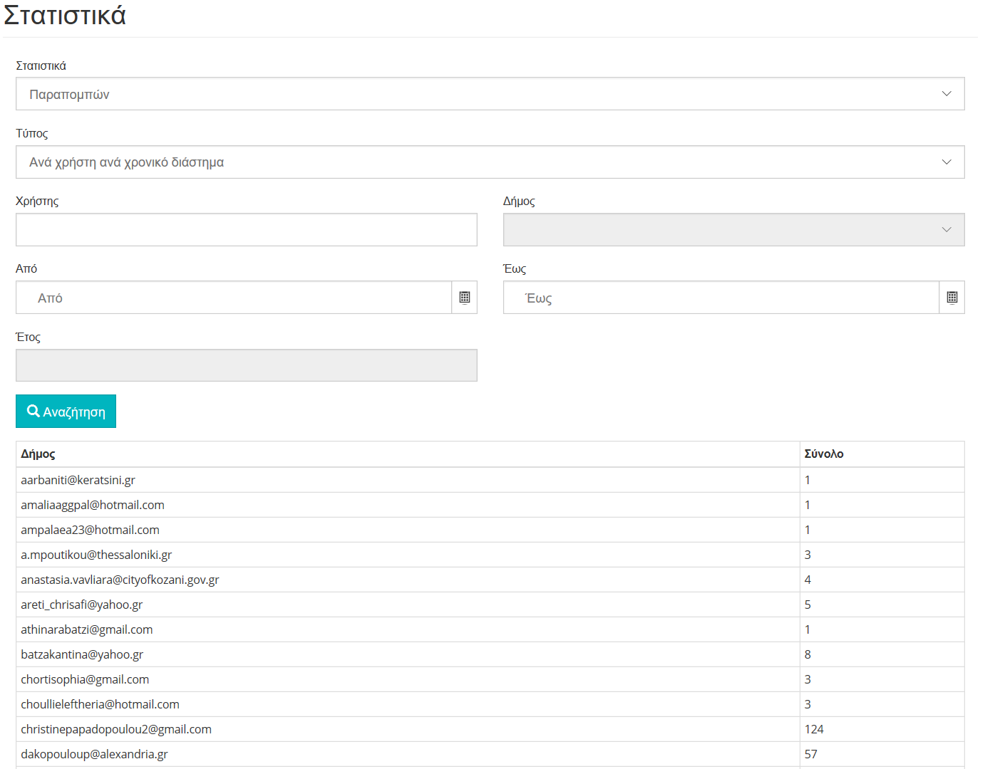 Στατιστικά
Στατιστικά
Παραπομπών
Τύπος
Ανά χρήστη ανά χρονικό διάστημα
Χρήστης Δήμος
Από Έως
Από Έως
Έτος
Αναζήτηση
Δήμος Σύνολο
aarbaniti@keratsini.gr 1
amaliaaggpal@hotmail.com 1
ampalaea23@hotmail.com 1
a.mpoutikou@thessaloniki.gr 3
anastasia.vavliara@cityofkozani.gov.gr 4
areti_chrisafi@yahoo.gr 5
athinarabatzi@gmail.com 1
batzakantina@yahoo.gr 8
chortisophia@gmail.com 3
choullieleftheria@hotmail.com 3
christinepapadopoulou2@gmail.com 124
dakopouloup@alexandria.gr 57